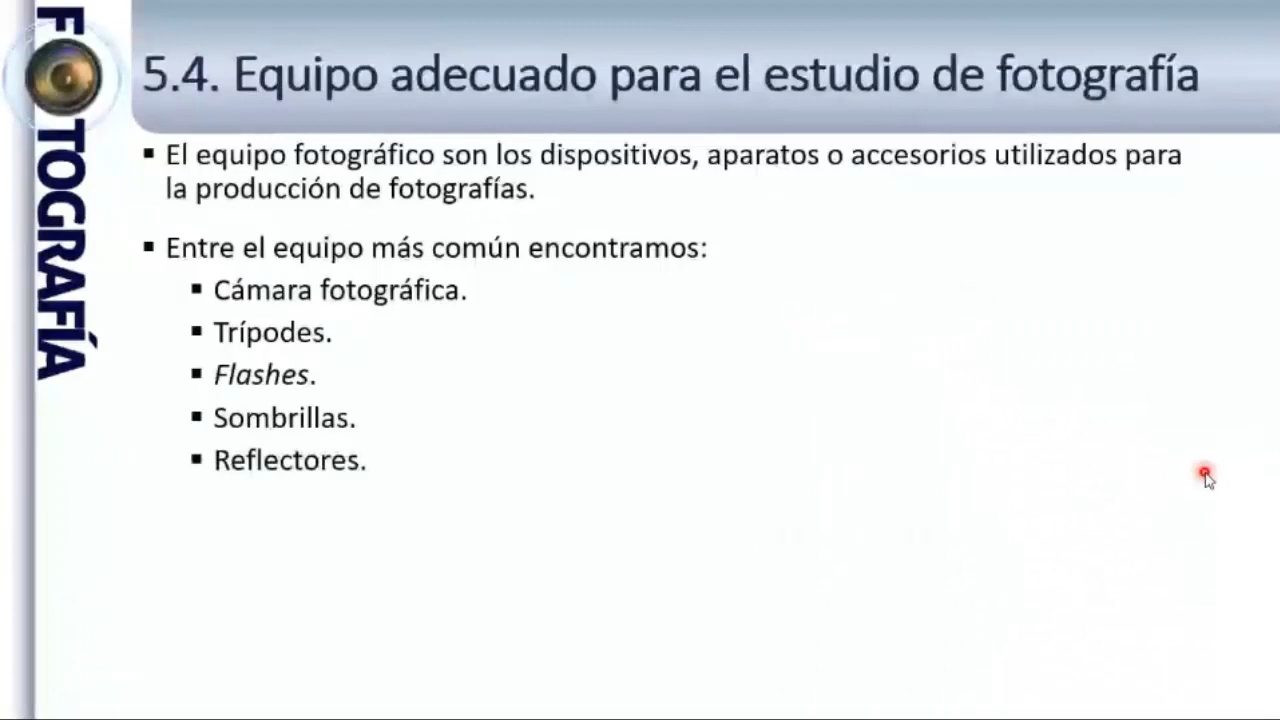 FOTOGRAFÍA
5.4. Equipo adecuado para el estudio de fotografía
▪ El equipo fotográfico son los dispositivos, aparatos o accesorios utilizados para
la producción de fotografías.
▪ Entre el equipo más común encontramos:
▪ Cámara fotográfica.
▪ Trípodes.
▪ Flashes.
▪ Sombrillas.
▪ Reflectores.